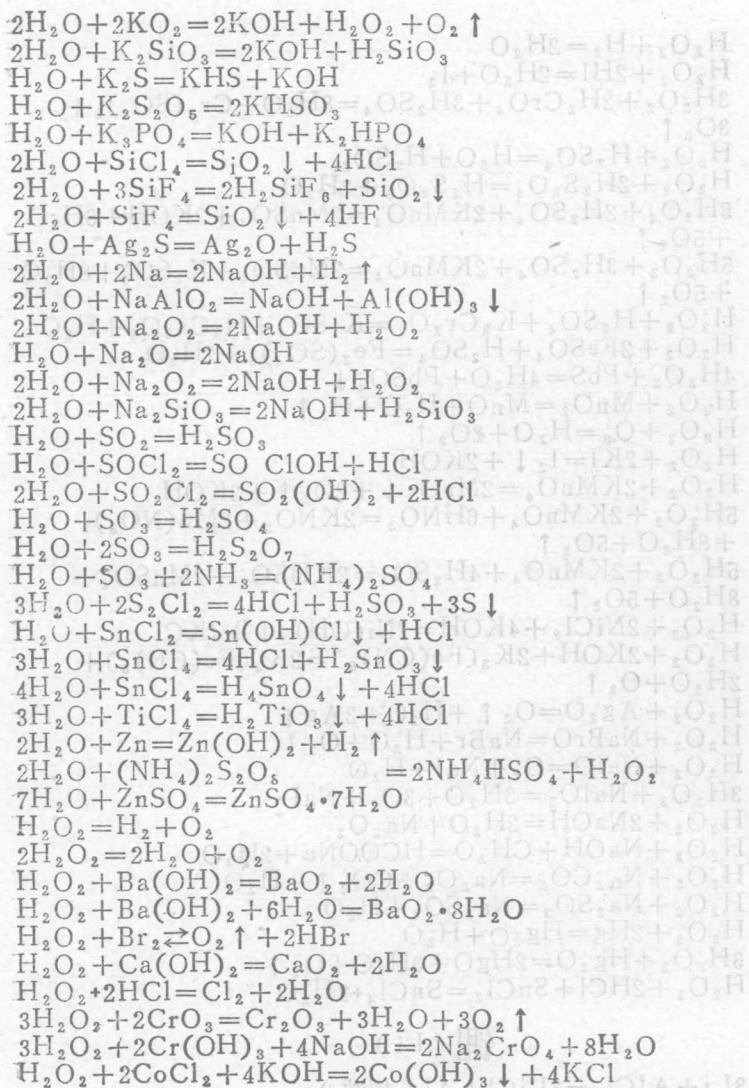 2H₂O+2KO₂=2KOH+H₂O₂+O₂↑
2H₂O+K₂SiO₃=2KOH+H₂SiO₃
H₂O+K₂S=KHS+KOH
H₂O+K₂S₂O₅=2KHSO₃
H₂O+K₃PO₄=KOH+K₂HPO₄
2H₂O+SiCl₄=SiO₂↓+4HCl
2H₂O+3SiF₄=2H₂SiF₆+SiO₂↓
2H₂O+SiF₄=SiO₂↓+4HF
H₂O+Ag₂S=Ag₂O+H₂S
2H₂O+2Na=2NaOH+H₂↑
2H₂O+NaAlO₂=NaOH+Al(OH)₃↓
2H₂O+Na₂O₂=2NaOH+H₂O₂
H₂O+Na₂O=2NaOH
2H₂O+Na₂O₂=2NaOH+H₂O₂
2H₂O+Na₂SiO₃=2NaOH+H₂SiO₃
H₂O+SO₂=H₂SO₃
H₂O+SOCl₂=SO ClOH+HCl
2H₂O+SO₂Cl₂=SO₂(OH)₂+2HCl
H₂O+SO₃=H₂SO₄
H₂O+2SO₃=H₂S₂O₇
H₂O+SO₃+2NH₃=(NH₄)₂SO₄
3H₂O+2S₂Cl₂=4HCl+H₂SO₃+3S↓
H₂O+SnCl₂=Sn(OH)Cl↓+HCl
3H₂O+SnCl₄=4HCl+H₂SnO₃↓
4H₂O+SnCl₄=H₄SnO₄↓+4HCl
3H₂O+TiCl₄=H₂TiO₃↓+4HCl
2H₂O+Zn=Zn(OH)₂+H₂↑
2H₂O+(NH₄)₂S₂O₈ =2NH₄HSO₄+H₂O₂
7H₂O+ZnSO₄=ZnSO₄•7H₂O
H₂O₂=H₂+O₂
2H₂O₂=2H₂O+O₂
H₂O₂+Ba(OH)₂=BaO₂+2H₂O
H₂O₂+Ba(OH)₂+6H₂O=BaO₂•8H₂O
H₂O₂+Br₂⇄O₂↑+2HBr
H₂O₂+Ca(OH)₂=CaO₂+2H₂O
H₂O₂+2HCl=Cl₂+2H₂O
3H₂O₂+2CrO₃=Cr₂O₃+3H₂O+3O₂↑
3H₂O₂+2Cr(OH)₃+4NaOH=2Na₂CrO₄+8H₂O
H₂O₂+2CoCl₂+4KOH=2Co(OH)₃↓+4KCl